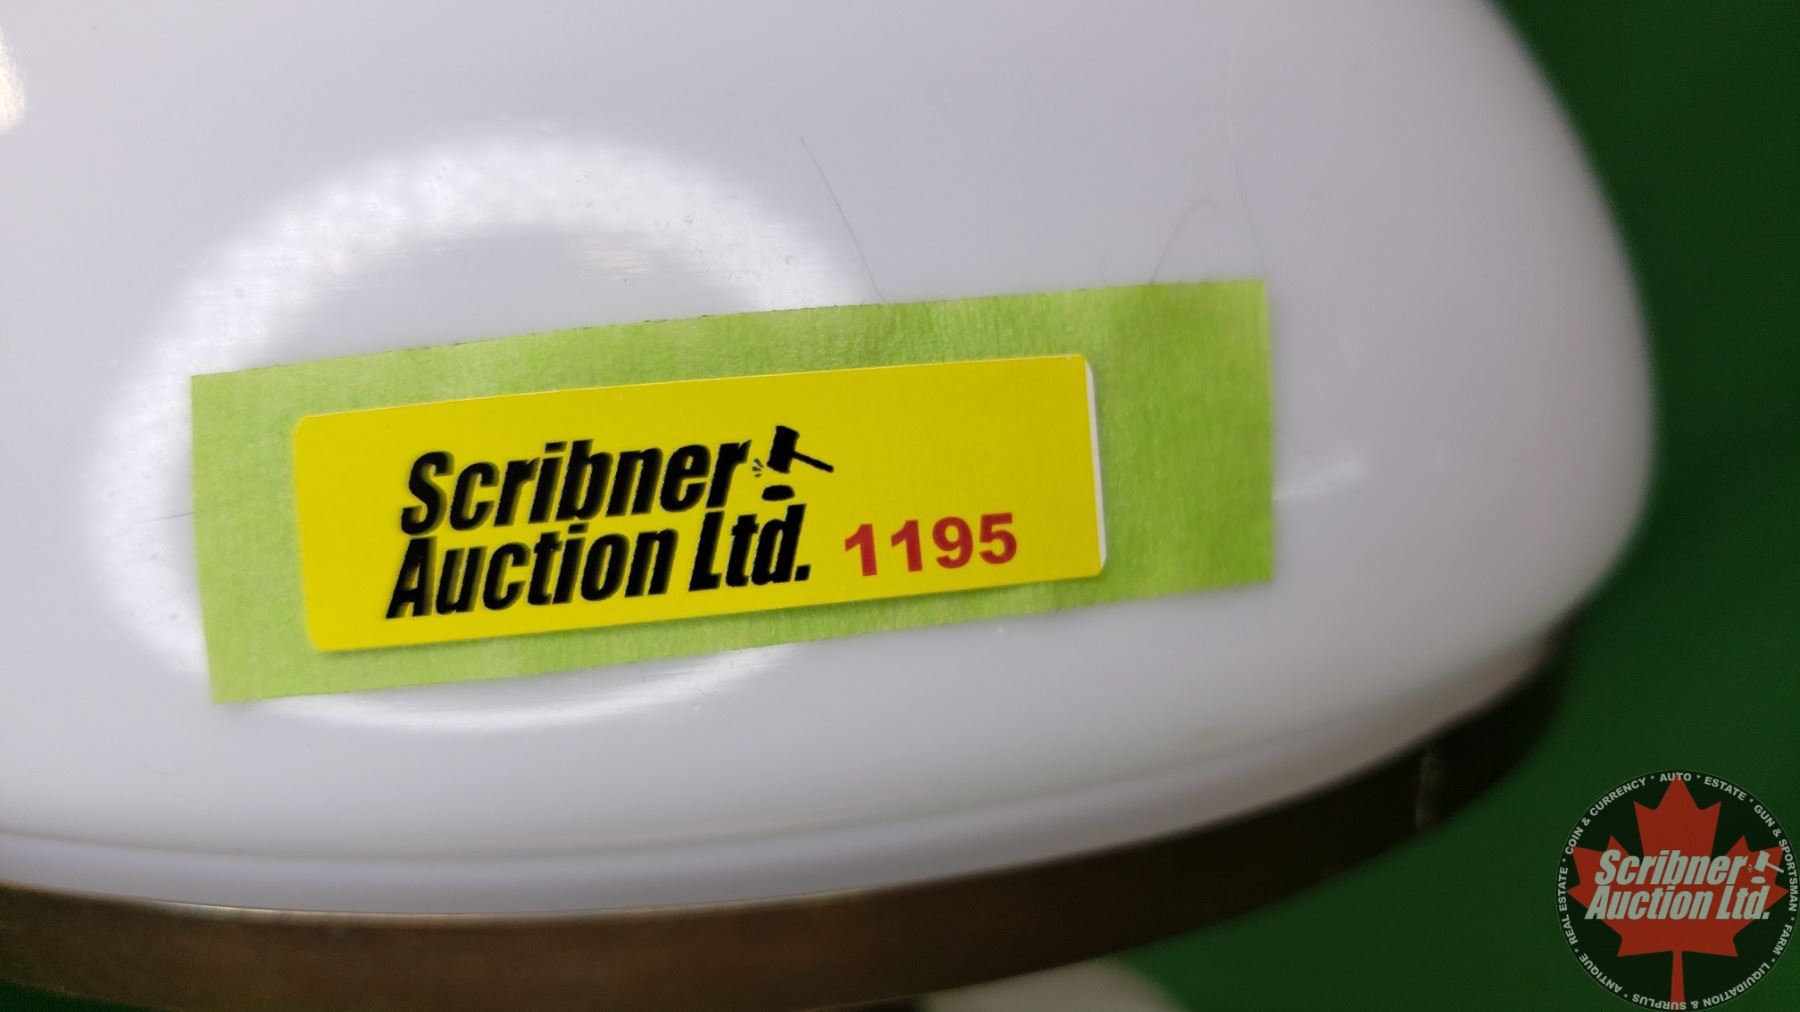 Scribner
Auction Ltd. 1195
REAL ESTATE * COIN & CURRENCY * AUTO * ESTATE * GUN & SPORTSMAN * FARM * LIQUIDATION & SURPLUS * ANTIQUE *
Scribner
Auction Ltd.